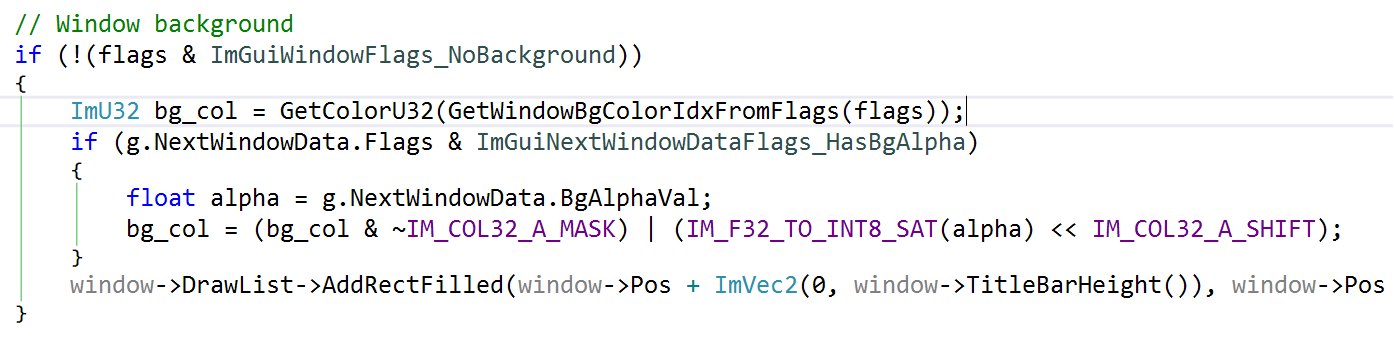 // Window background
if (!(flags & ImGuiWindowFlags_NoBackground))
{
    ImU32 bg_col = GetColorU32(GetWindowBgColorIdxFromFlags(flags));
    if (g.NextWindowData.Flags & ImGuiNextWindowDataFlags_HasBgAlpha)
    {
        float alpha = g.NextWindowData.BgAlphaVal;
        bg_col = (bg_col & ~IM_COL32_A_MASK) | (IM_F32_TO_INT8_SAT(alpha) << IM_COL32_A_SHIFT);
    }
    window->DrawList->AddRectFilled(window->Pos + ImVec2(0, window->TitleBarHeight()), window->Pos
}